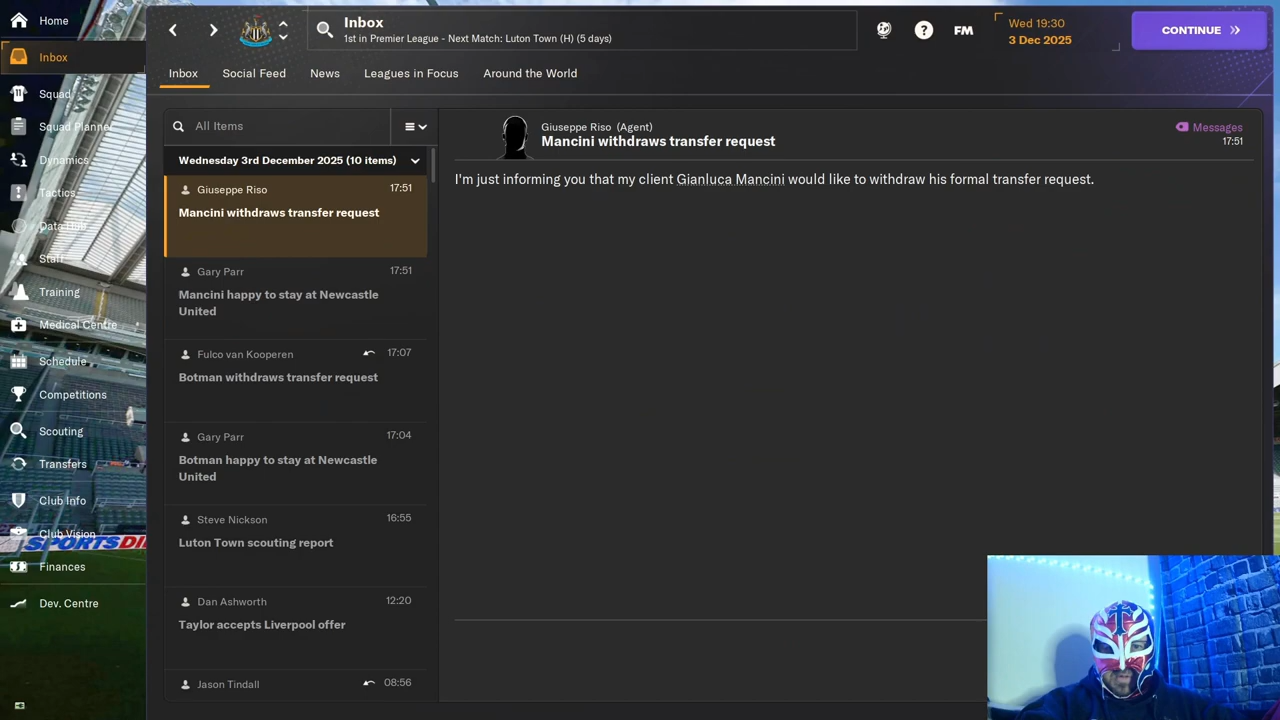 Home
Inbox
Squad
Squad Planner
Dynamics
Tactics
Data Hub
Staff
Training
Medical Centre
Schedule
Competitions
Scouting
Transfers
Club Info
Club Vision
Finances
Dev. Centre
SPORTSDI
Inbox
1st in Premier League - Next Match: Luton Town (H) (5 days)
FM
Wed 19:30
3 Dec 2025
CONTINUE
Inbox
Social Feed
News
Leagues in Focus
Around the World
All Items
Wednesday 3rd December 2025 (10 items)
Giuseppe Riso 17:51
Mancini withdraws transfer request
Gary Parr 17:51
Mancini happy to stay at Newcastle
United
Fulco van Kooperen 17:07
Botman withdraws transfer request
Gary Parr 17:04
Botman happy to stay at Newcastle
United
Steve Nickson 16:55
Luton Town scouting report
Dan Ashworth 12:20
Taylor accepts Liverpool offer
Jason Tindall 08:56
Giuseppe Riso (Agent)
Mancini withdraws transfer request
Messages
17:51
I'm just informing you that my client Gianluca Mancini would like to withdraw his formal transfer request.